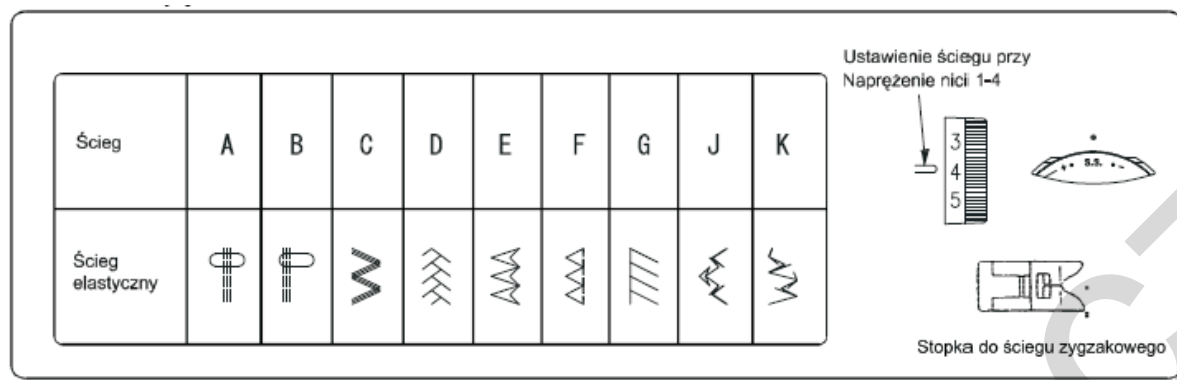 Ustawienie ściegu przy
Naprężenie nici 1-4
Ścieg A B C D E F G J K
3
4
5
S.S.
Ścieg
elastyczny
Stopka do ściegu zygzakowego